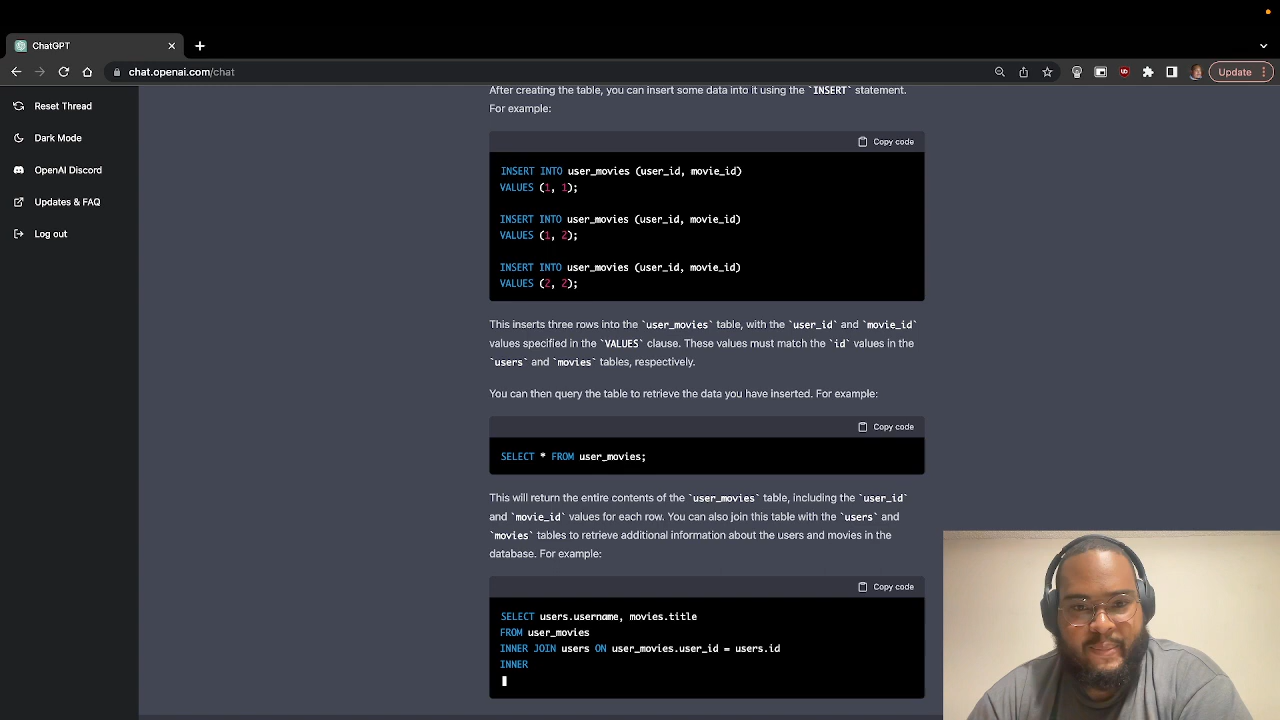 ChatGPT
chat.openai.com/chat
Update
Reset Thread
Dark Mode
OpenAI Discord
Updates & FAQ
Log out
After creating the table, you can insert some data into it using the `INSERT` statement.
For example:
Copy code
INSERT INTO user_movies (user_id, movie_id)
VALUES (1, 1);
INSERT INTO user_movies (user_id, movie_id)
VALUES (1, 2);
INSERT INTO user_movies (user_id, movie_id)
VALUES (2, 2);
This inserts three rows into the `user_movies` table, with the `user_id` and `movie_id`
values specified in the `VALUES` clause. These values must match the `id` values in the
`users` and `movies` tables, respectively.
You can then query the table to retrieve the data you have inserted. For example:
Copy code
SELECT * FROM user_movies;
This will return the entire contents of the `user_movies` table, including the `user_id`
and `movie_id` values for each row. You can also join this table with the `users` and
`movies` tables to retrieve additional information about the users and movies in the
database. For example:
Copy code
SELECT users.username, movies.title
FROM user_movies
INNER JOIN users ON user_movies.user_id = users.id
INNER